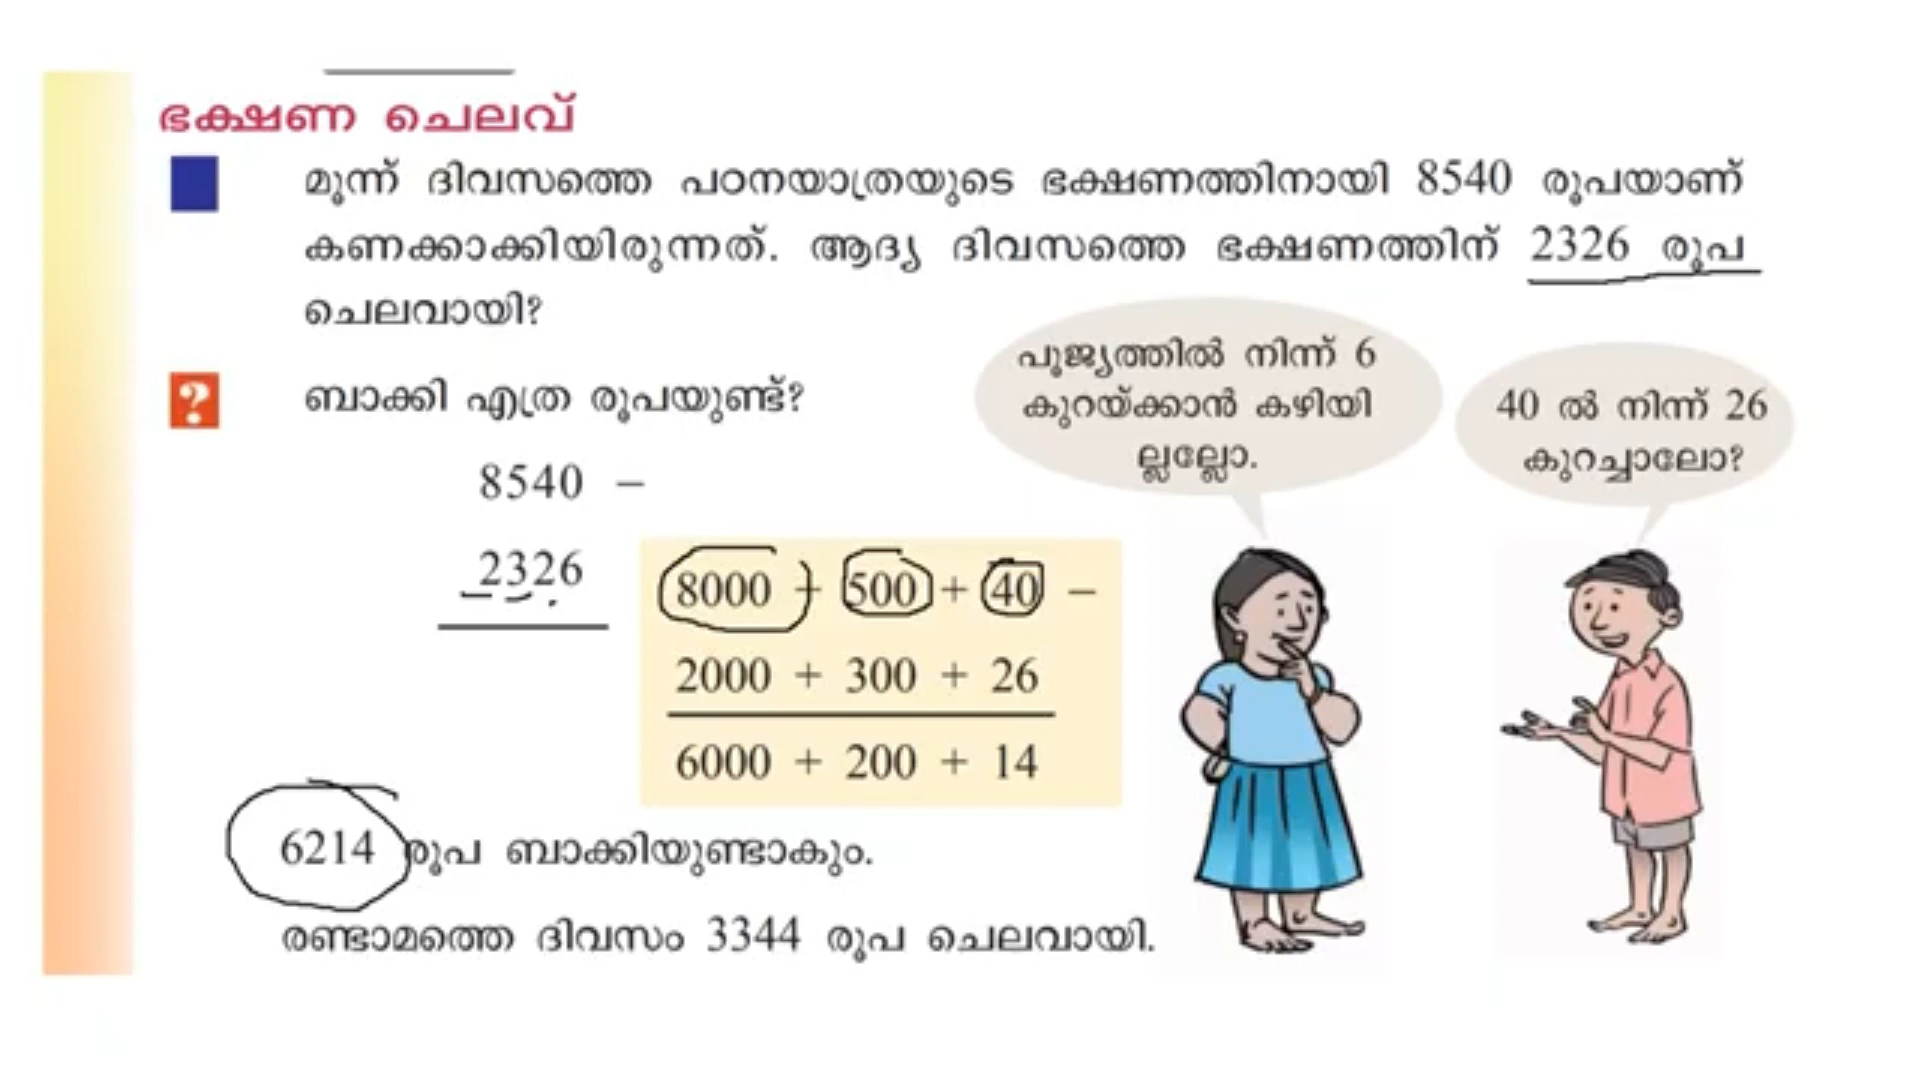 ഭക്ഷണ ചെലവ്
മൂന്ന് ദിവസത്തെ പഠനയാത്രയുടെ ഭക്ഷണത്തിനായി 8540 രൂപയാണ്
കണക്കാക്കിയിരുന്നത്. ആദ്യ ദിവസത്തെ ഭക്ഷണത്തിന് 2326 രൂപ
ചെലവായി?
?
ബാക്കി എത്ര രൂപയുണ്ട്?
പൂജ്യത്തിൽ നിന്ന് 6
കുറയ്ക്കാൻ കഴിയി
ല്ലല്ലോ.
40 ൽ നിന്ന് 26
കുറച്ചാലോ?
8540 −
2326
8000 + 500 + 40 −
2000 + 300 + 26
6000 + 200 + 14
6214 രൂപ ബാക്കിയുണ്ടാകും.
രണ്ടാമത്തെ ദിവസം 3344 രൂപ ചെലവായി.